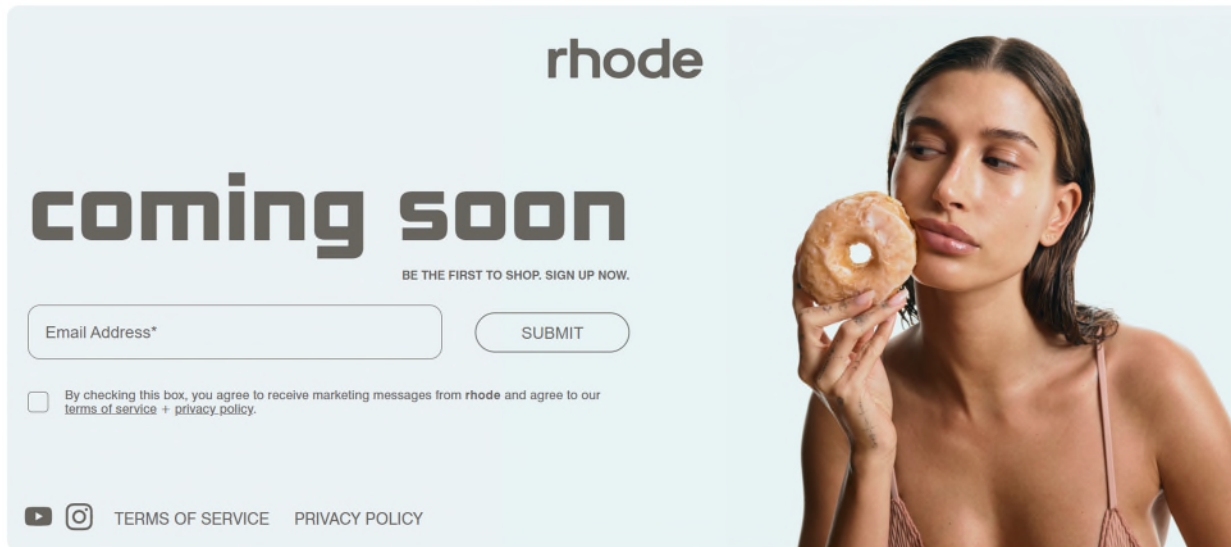 rhode
coming soon
BE THE FIRST TO SHOP. SIGN UP NOW.
Email Address*
SUBMIT
By checking this box, you agree to receive marketing messages from rhode and agree to our
terms of service + privacy policy.
TERMS OF SERVICE PRIVACY POLICY